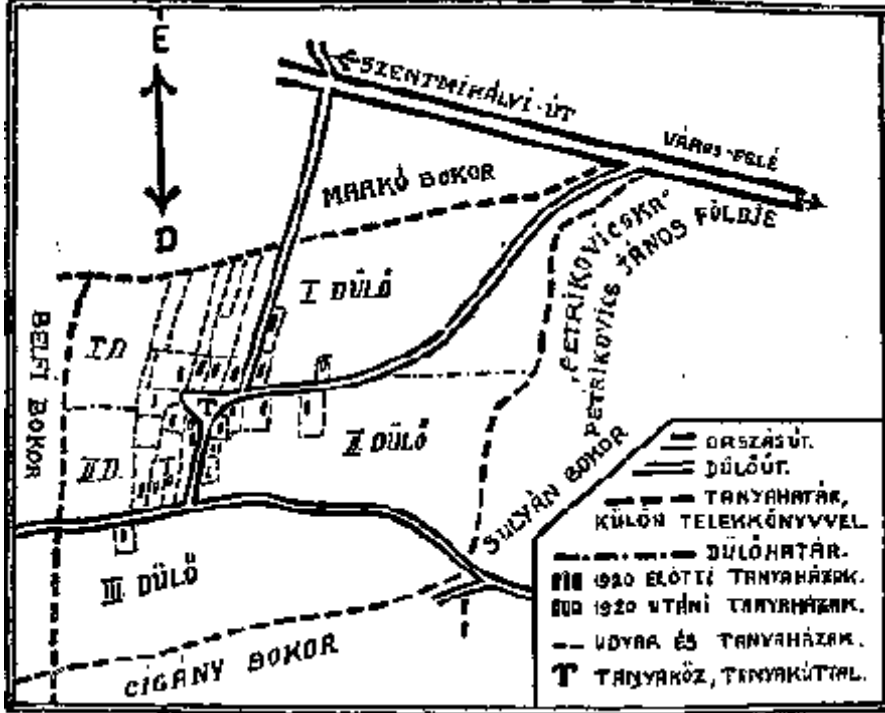 É
D
SZENTMIHÁLYI-ÚT
VÁROS-FELÉ
MARKÓ BOKOR
„PETRIKOVICSKA”
PETRIKOVICS JÁNOS FÖLDJE
I DŰLŐ
BELFI BOKOR
I D.
T
II DŰLŐ
II D.
T
SULYÁN BOKOR
III DŰLŐ
CIGÁNY BOKOR
ORSZÁGÚT.
DŰLŐÚT.
TANYAHATÁR,
KÜLÖN TELEKKÖNYVVEL.
DŰLŐHATÁR.
1920 ELŐTTI TANYAHÁZAK.
1920 UTÁNI TANYAHÁZAK.
UDVAR ÉS TANYAHÁZAK.
T TANYAKÖZ, TANYAKÚTTAL.